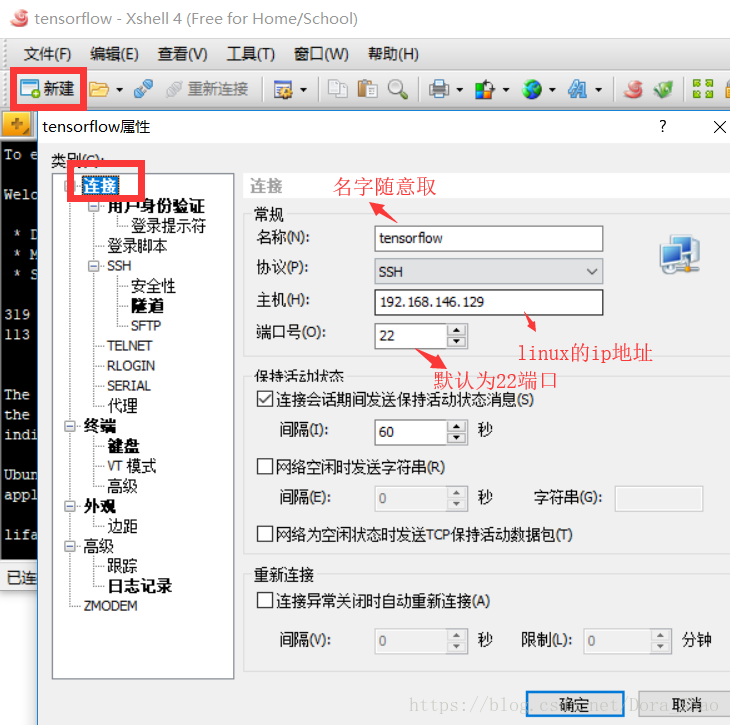 tensorflow - Xshell 4 (Free for Home/School)
文件(F) 编辑(E) 查看(V) 工具(T) 窗口(W) 帮助(H)
新建 重新连接
tensorflow属性 ?
To e
Welc
* D
* M
* S
319
113
The
the
indi
Ubun
appl
lifa
已连
类别(C):
连接
用户身份验证
登录提示符
登录脚本
SSH
安全性
隧道
SFTP
TELNET
RLOGIN
SERIAL
代理
终端
键盘
VT 模式
高级
外观
边距
高级
跟踪
日志记录
ZMODEM
连接
名字随意取
常规
名称(N): tensorflow
协议(P): SSH
主机(H): 192.168.146.129
端口号(O): 22
linux的ip地址
默认为22端口
保持活动状态
连接会话期间发送保持活动状态消息(S)
间隔(I): 60 秒
网络空闲时发送字符串(R)
间隔(E): 0 秒 字符串(G):
网络为空闲状态时发送TCP保持活动数据包(T)
重新连接
连接异常关闭时自动重新连接(A)
间隔(V): 0 秒 限制(L): 0 分钟
确定 取消